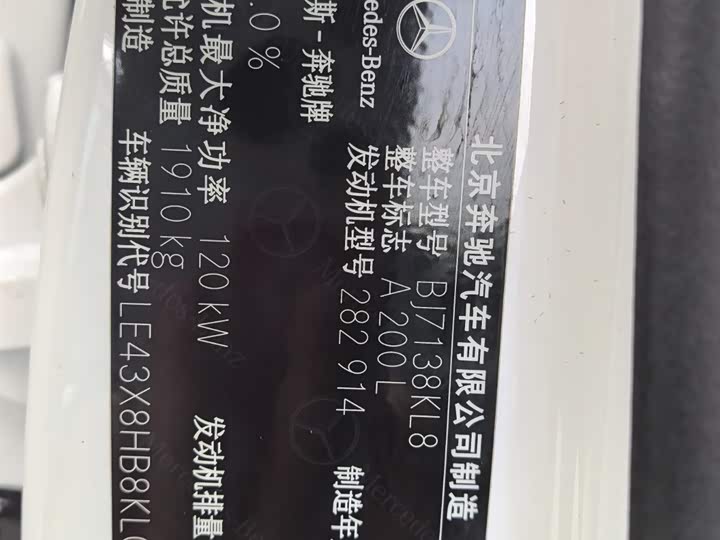 北京奔驰汽车有限公司制造
Mercedes-Benz
整车型号 BJ7138KL8
整车标志 A 200 L
发动机型号 282 914
制造年
斯-奔驰牌
.0 %
机最大净功率 120 kW
发动机排量
许总质量 1910 kg
制造
车辆识别代号 LE43X8HB8KL